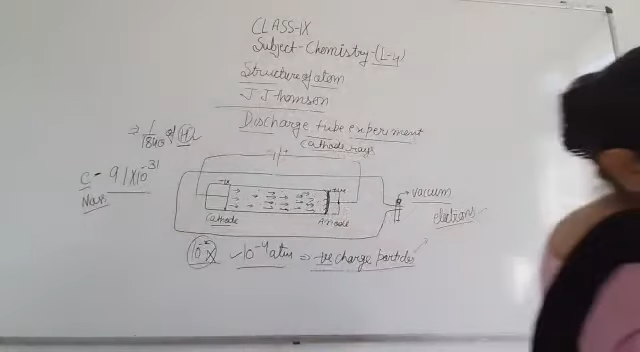 CLASS-IX
Subject-Chemistry-(L-4)
Structure of atom
J J Thomson
Discharge tube experiment
Cathode rays
⇒ 1/1840 of H
e - 9.1 X 10^-31
Mass
- +
-ve +ve
vacuum
electrons
Cathode Anode
10^-4 atm ⇒ -ve charge particles